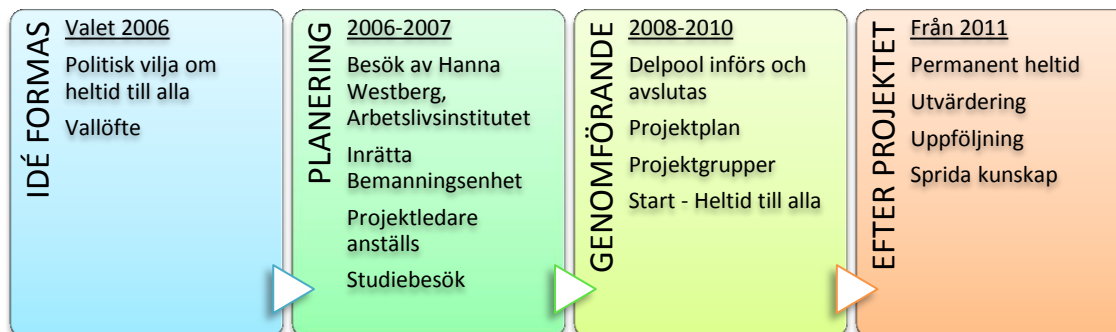 IDÉ FORMAS
Valet 2006
Politisk vilja om
heltid till alla
Vallöfte
PLANERING
2006-2007
Besök av Hanna
Westberg,
Arbetslivsinstitutet
Inrätta
Bemanningsenhet
Projektledare
anställs
Studiebesök
GENOMFÖRANDE
2008-2010
Delpool införs och
avslutas
Projektplan
Projektgrupper
Start - Heltid till alla
EFTER PROJEKTET
Från 2011
Permanent heltid
Utvärdering
Uppföljning
Sprida kunskap